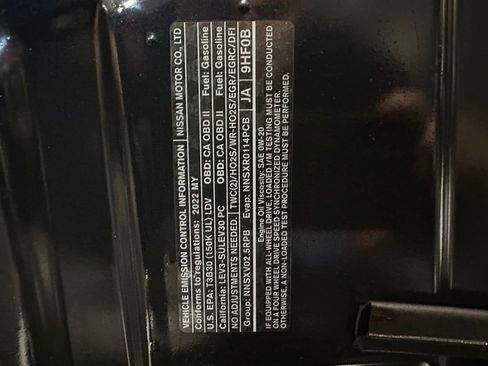 VEHICLE EMISSION CONTROL INFORMATION | NISSAN MOTOR CO., LTD
Conforms to regulations: 2022 MY
U.S. EPA: T3B30 (150K UL) LDV OBD: CA OBD II Fuel: Gasoline
California: LEV3-SULEV30 PC OBD: CA OBD II Fuel: Gasoline
NO ADJUSTMENTS NEEDED. TWC(2)/HO2S/WR-HO2S/EGR/EGRC/DFI
Group: NNSXV02.5RPB Evap: NNSXR0114PCB JA 9HF0B
Engine Oil Viscosity: SAE 0W-20
IF EQUIPPED WITH ALL-WHEEL DRIVE, LOADED I/M TESTING MUST BE CONDUCTED
ON A FOUR WHEEL DRIVE SPEED SYNCHRONIZED DYNAMOMETER.
OTHERWISE, A NON-LOADED TEST PROCEDURE MUST BE PERFORMED.